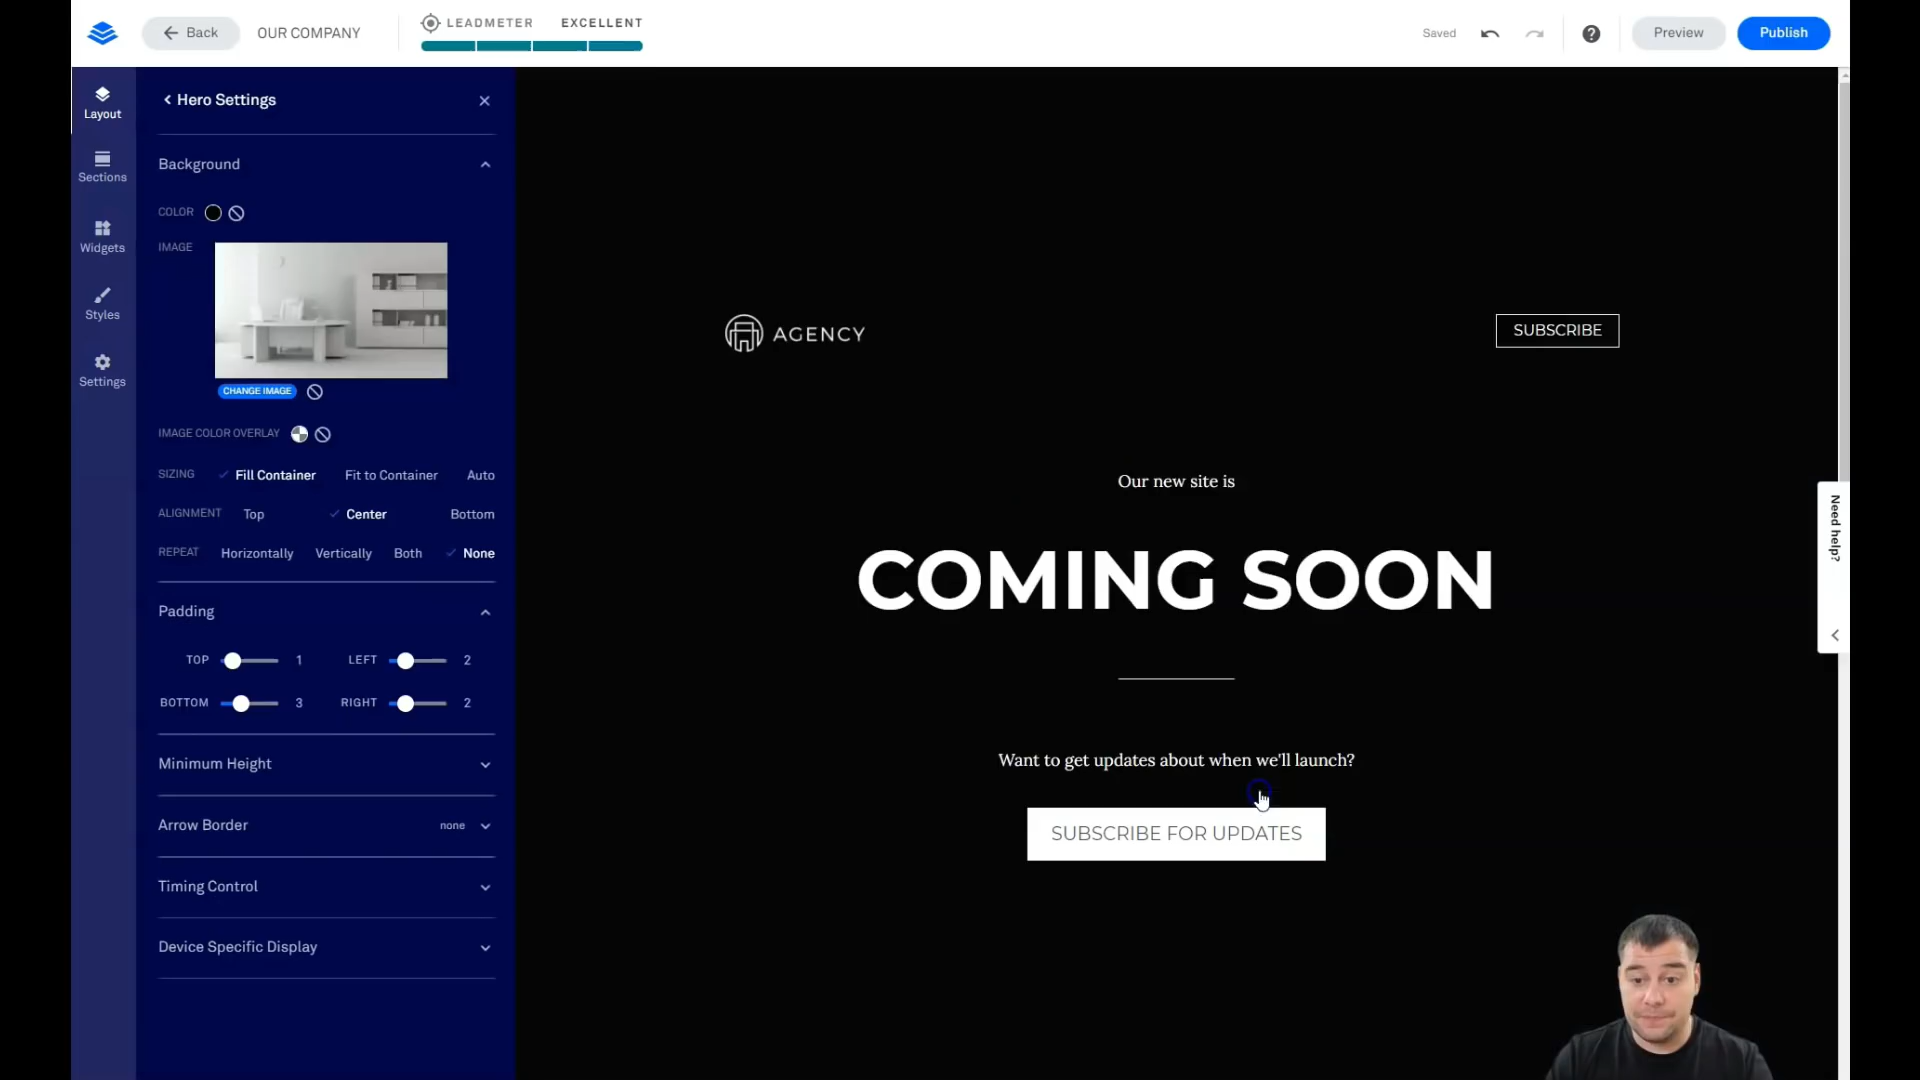 Back
OUR COMPANY
LEADMETER EXCELLENT
Saved
Preview
Publish
Layout
Sections
Widgets
Styles
Settings
Hero Settings
Background
COLOR
IMAGE
CHANGE IMAGE
IMAGE COLOR OVERLAY
SIZING Fill Container Fit to Container Auto
ALIGNMENT Top Center Bottom
REPEAT Horizontally Vertically Both None
Padding
TOP 1 LEFT 2
BOTTOM 3 RIGHT 2
Minimum Height
Arrow Border none
Timing Control
Device Specific Display
AGENCY
SUBSCRIBE
Our new site is
COMING SOON
Want to get updates about when we'll launch?
SUBSCRIBE FOR UPDATES
Need help?